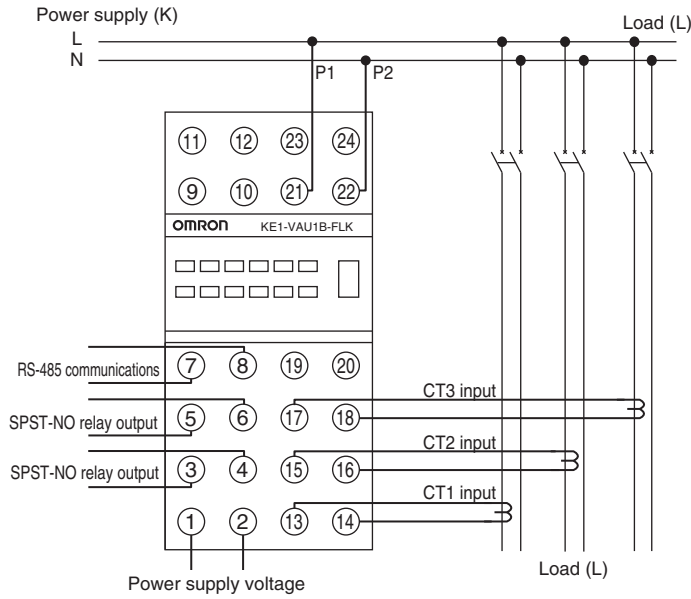 Power supply (K)
Load (L)
L
N
P1 P2
⑪ ⑫ ㉓ ㉔
⑨ ⑩ ㉑ ㉒
OMRON KE1-VAU1B-FLK
RS-485 communications
⑦ ⑧ ⑲ ⑳
CT3 input
SPST-NO relay output
⑤ ⑥ ⑰ ⑱
CT2 input
SPST-NO relay output
③ ④ ⑮ ⑯
CT1 input
① ② ⑬ ⑭
Load (L)
Power supply voltage